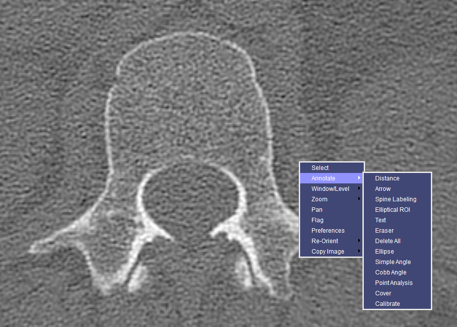 Select
Annotate
Window/Level
Zoom
Pan
Flag
Preferences
Re-Orient
Copy Image
Distance
Arrow
Spine Labeling
Elliptical ROI
Text
Eraser
Delete All
Ellipse
Simple Angle
Cobb Angle
Point Analysis
Cover
Calibrate